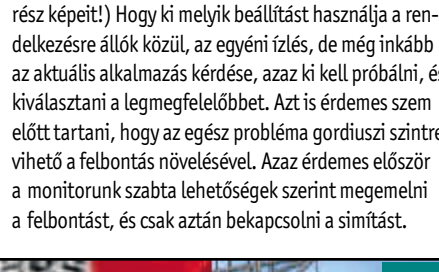 rész képeit!) Hogy ki melyik beállítást használja a ren-
delkezésre állók közül, az egyéni ízlés, de még inkább
az aktuális alkalmazás kérdése, azaz ki kell próbálni, és
kiválasztani a legmegfelelőbbet. Azt is érdemes szem
előtt tartani, hogy az egész probléma gordiuszi szintre
vihető a felbontás növelésével. Azaz érdemes először
a monitorunk szabta lehetőségek szerint megemelni
a felbontást, és csak aztán bekapcsolni a simítást.